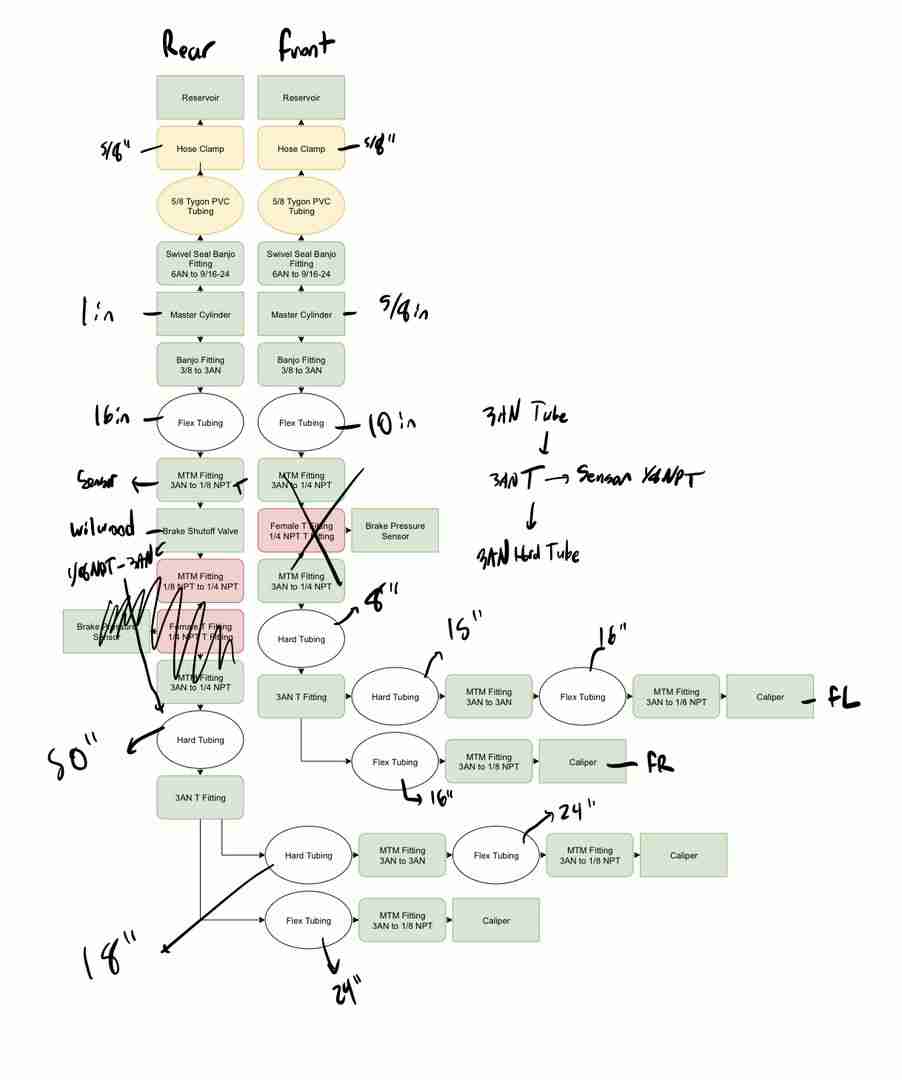 Rear
Front
Reservoir
Reservoir
5/8"
Hose Clamp
Hose Clamp
5/8"
5/8 Tygon PVC
Tubing
5/8 Tygon PVC
Tubing
Swivel Seal Banjo
Fitting
6AN to 9/16-24
Swivel Seal Banjo
Fitting
6AN to 9/16-24
1in
Master Cylinder
Master Cylinder
5/8in
Banjo Fitting
3/8 to 3AN
Banjo Fitting
3/8 to 3AN
16in
Flex Tubing
Flex Tubing
10in
3AN Tube
3AN T
Sensor 1/8 NPT
3AN Hard Tube
Sensor
MTM Fitting
3AN to 1/8 NPT
T
MTM Fitting
3AN to 1/4 NPT
wilwood
Brake Shutoff Valve
Female T Fitting
1/4 NPT T Fitting
Brake Pressure
Sensor
1/8NPT-3AN
MTM Fitting
1/8 NPT to 1/4 NPT
MTM Fitting
3AN to 1/4 NPT
Brake Pressure
Sensor
Female T Fitting
1/4 NPT T Fitting
Hard Tubing
8"
MTM Fitting
3AN to 1/4 NPT
3AN T Fitting
Hard Tubing
15"
MTM Fitting
3AN to 3AN
Flex Tubing
16"
MTM Fitting
3AN to 1/8 NPT
Caliper
FL
50"
Hard Tubing
Flex Tubing
16"
MTM Fitting
3AN to 1/8 NPT
Caliper
FR
3AN T Fitting
Hard Tubing
MTM Fitting
3AN to 3AN
Flex Tubing
24"
MTM Fitting
3AN to 1/8 NPT
Caliper
18"
Flex Tubing
24"
MTM Fitting
3AN to 1/8 NPT
Caliper